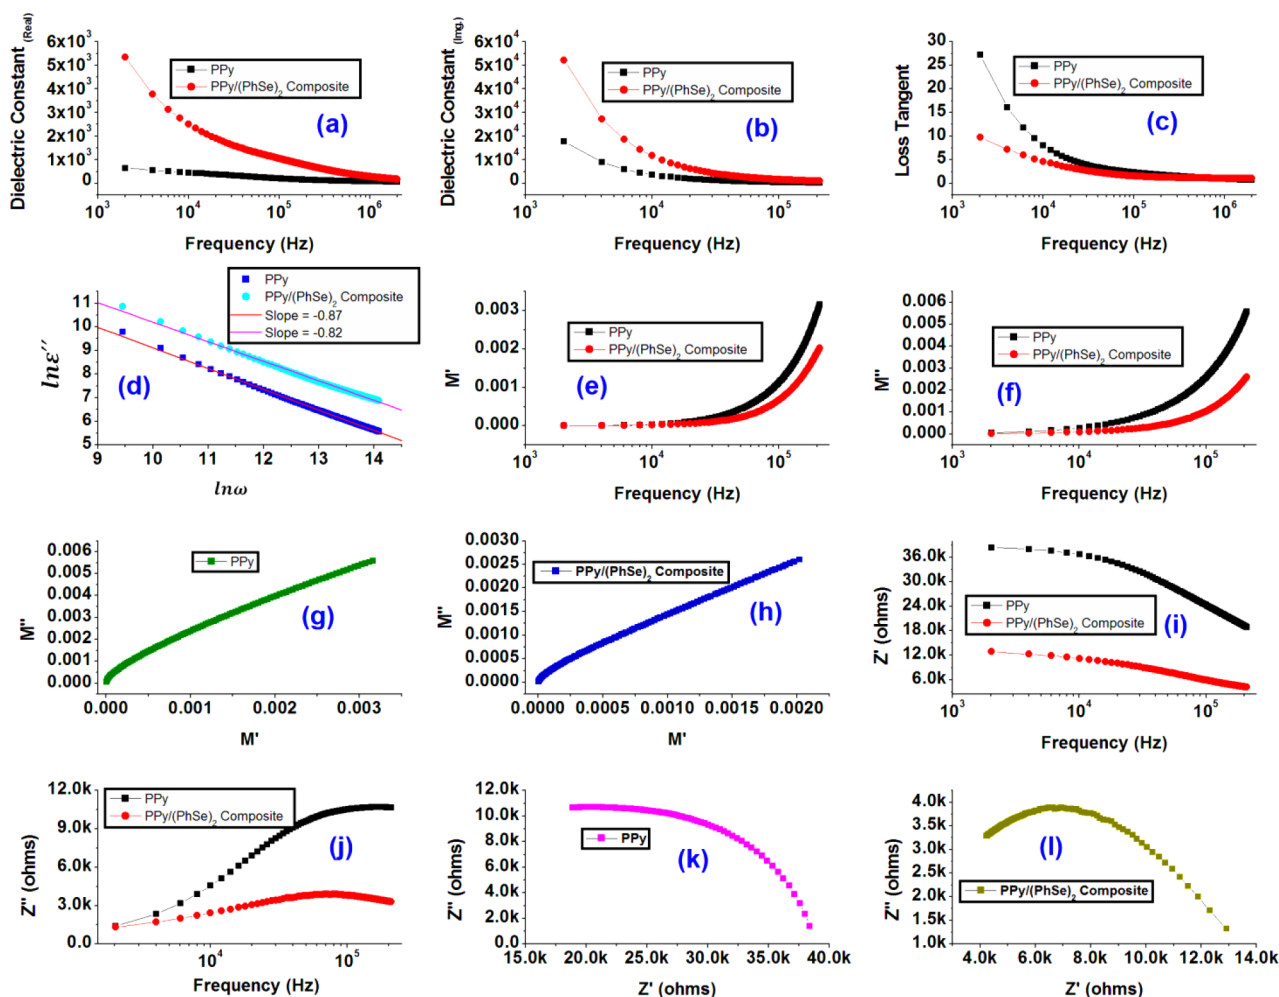 Dielectric Constant (Real)
6x10³
5x10³
4x10³
3x10³
2x10³
1x10³
0
PPy
PPy/(PhSe)₂ Composite
(a)
10³ 10⁴ 10⁵ 10⁶
Frequency (Hz)
Dielectric Constant (Img.)
6x10⁴
5x10⁴
4x10⁴
3x10⁴
2x10⁴
1x10⁴
0
PPy
PPy/(PhSe)₂ Composite
(b)
10³ 10⁴ 10⁵
Frequency (Hz)
Loss Tangent
30
25
20
15
10
5
0
PPy
PPy/(PhSe)₂ Composite
(c)
10³ 10⁴ 10⁵ 10⁶
Frequency (Hz)
lnε′′
11
10
9
8
7
6
5
PPy
PPy/(PhSe)₂ Composite
Slope = -0.87
Slope = -0.82
(d)
9 10 11 12 13 14
lnω
M'
0.003
0.002
0.001
0.000
PPy
PPy/(PhSe)₂ Composite
(e)
10³ 10⁴ 10⁵
Frequency (Hz)
M"
0.006
0.005
0.004
0.003
0.002
0.001
0.000
PPy
PPy/(PhSe)₂ Composite
(f)
10³ 10⁴ 10⁵
Frequency (Hz)
M"
0.006
0.005
0.004
0.003
0.002
0.001
0.000
PPy
(g)
0.000 0.001 0.002 0.003
M'
M"
0.0030
0.0025
0.0020
0.0015
0.0010
0.0005
0.0000
PPy/(PhSe)₂ Composite
(h)
0.0000 0.0005 0.0010 0.0015 0.0020
M'
Z' (ohms)
36.0k
30.0k
24.0k
18.0k
12.0k
6.0k
PPy
PPy/(PhSe)₂ Composite
(i)
10³ 10⁴ 10⁵
Frequency (Hz)
Z" (ohms)
12.0k
9.0k
6.0k
3.0k
0.0
PPy
PPy/(PhSe)₂ Composite
(j)
10⁴ 10⁵
Frequency (Hz)
Z" (ohms)
12.0k
10.0k
8.0k
6.0k
4.0k
2.0k
0.0
PPy
(k)
15.0k 20.0k 25.0k 30.0k 35.0k 40.0k
Z' (ohms)
Z" (ohms)
4.0k
3.5k
3.0k
2.5k
2.0k
1.5k
1.0k
PPy/(PhSe)₂ Composite
(l)
4.0k 6.0k 8.0k 10.0k 12.0k 14.0k
Z' (ohms)